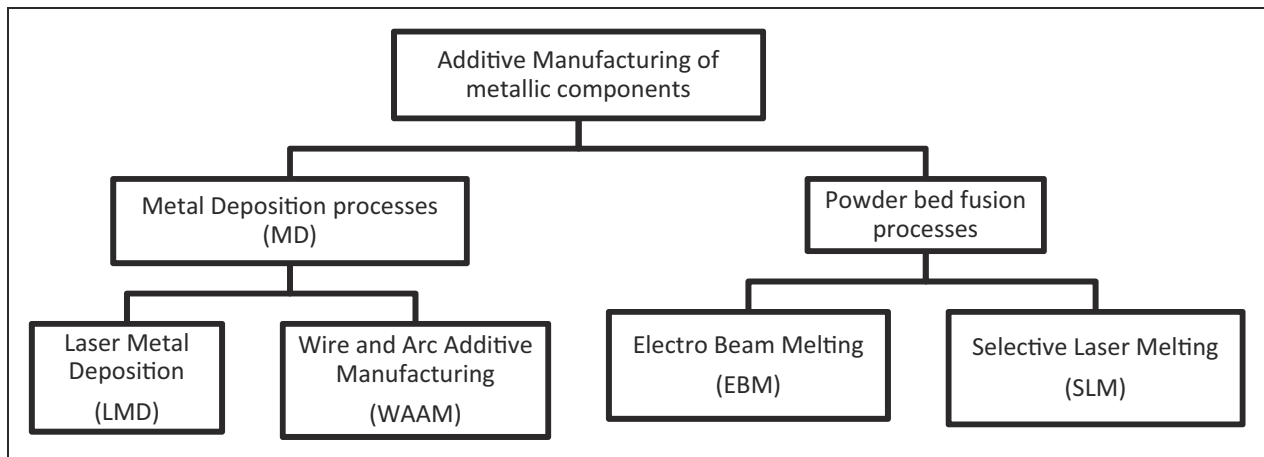 Additive Manufacturing of
metallic components
Metal Deposition processes
(MD)
Powder bed fusion
processes
Laser Metal
Deposition
(LMD)
Wire and Arc Additive
Manufacturing
(WAAM)
Electro Beam Melting
(EBM)
Selective Laser Melting
(SLM)